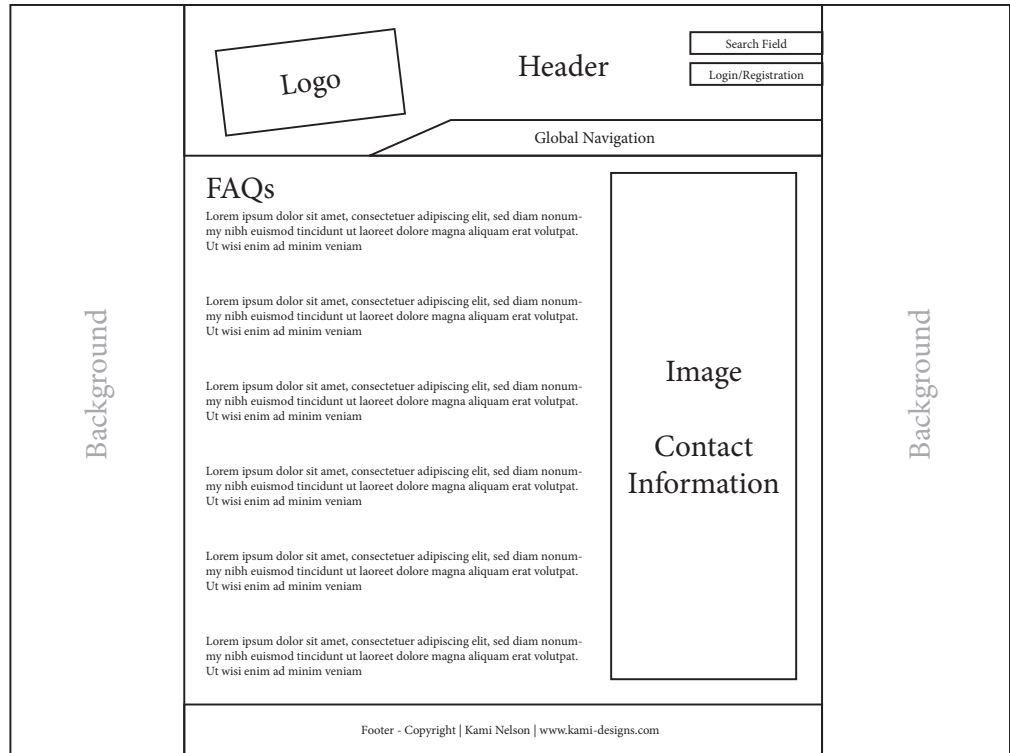 Logo
Header
Search Field
Login/Registration
Global Navigation
Background
FAQs
Lorem ipsum dolor sit amet, consectetuer adipiscing elit, sed diam nonum-
my nibh euismod tincidunt ut laoreet dolore magna aliquam erat volutpat.
Ut wisi enim ad minim veniam
Lorem ipsum dolor sit amet, consectetuer adipiscing elit, sed diam nonum-
my nibh euismod tincidunt ut laoreet dolore magna aliquam erat volutpat.
Ut wisi enim ad minim veniam
Lorem ipsum dolor sit amet, consectetuer adipiscing elit, sed diam nonum-
my nibh euismod tincidunt ut laoreet dolore magna aliquam erat volutpat.
Ut wisi enim ad minim veniam
Lorem ipsum dolor sit amet, consectetuer adipiscing elit, sed diam nonum-
my nibh euismod tincidunt ut laoreet dolore magna aliquam erat volutpat.
Ut wisi enim ad minim veniam
Lorem ipsum dolor sit amet, consectetuer adipiscing elit, sed diam nonum-
my nibh euismod tincidunt ut laoreet dolore magna aliquam erat volutpat.
Ut wisi enim ad minim veniam
Lorem ipsum dolor sit amet, consectetuer adipiscing elit, sed diam nonum-
my nibh euismod tincidunt ut laoreet dolore magna aliquam erat volutpat.
Ut wisi enim ad minim veniam
Image
Contact
Information
Background
Footer - Copyright | Kami Nelson | www.kami-designs.com